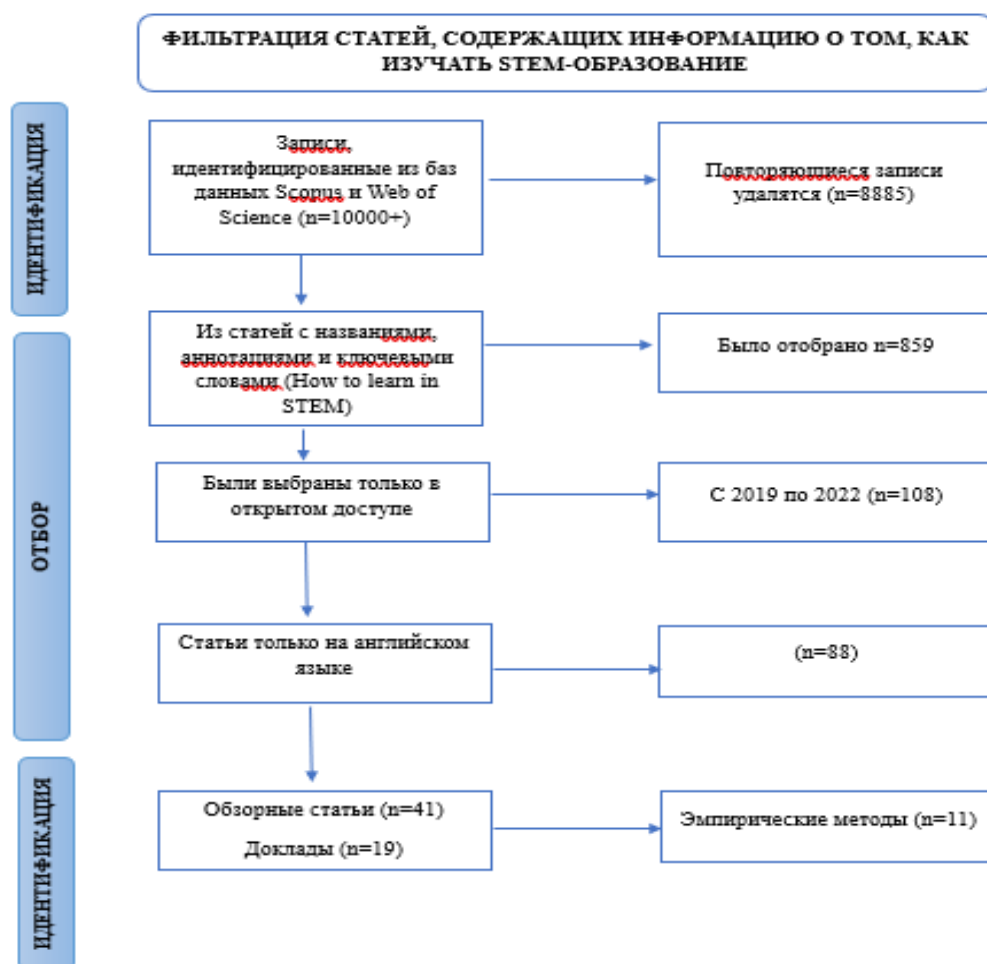 ФИЛЬТРАЦИЯ СТАТЕЙ, СОДЕРЖАЩИХ ИНФОРМАЦИЮ О ТОМ, КАК
ИЗУЧАТЬ STEM-ОБРАЗОВАНИЕ
ИДЕНТИФИКАЦИЯ
Записи,
идентифицированные из баз
данных Scopus и Web of
Science (n=10000+)
Повторяющиеся записи
удалятся (n=8885)
ОТБОР
Из статей с названиями,
аннотациями и ключевыми
словами (How to learn in
STEM)
Было отобрано n=859
Были выбраны только в
открытом доступе
С 2019 по 2022 (n=108)
Статьи только на английском
языке
(n=88)
ИДЕНТИФИКАЦИЯ
Обзорные статьи (n=41)
Доклады (n=19)
Эмпирические методы (n=11)